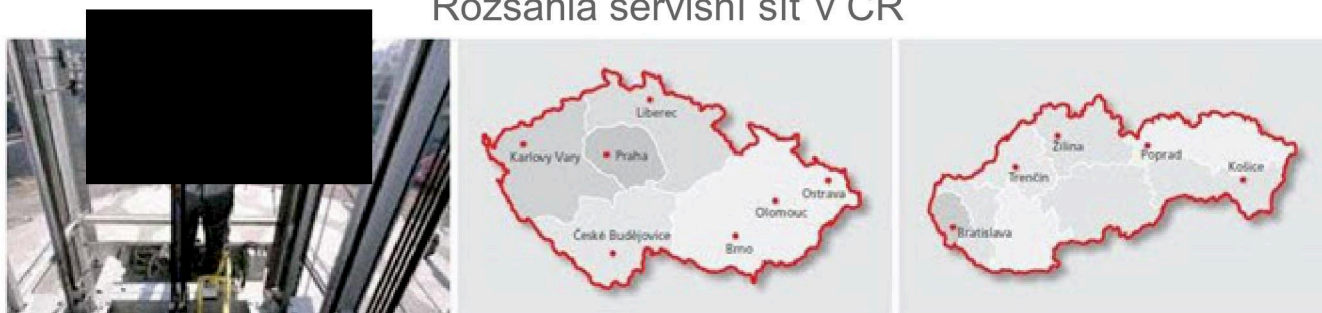 Rozsáhlá servisní síť v ČR
Liberec
Karlovy Vary
Praha
Ostrava
Olomouc
České Budějovice
Brno
Žilina
Poprad
Košice
Trenčín
Bratislava